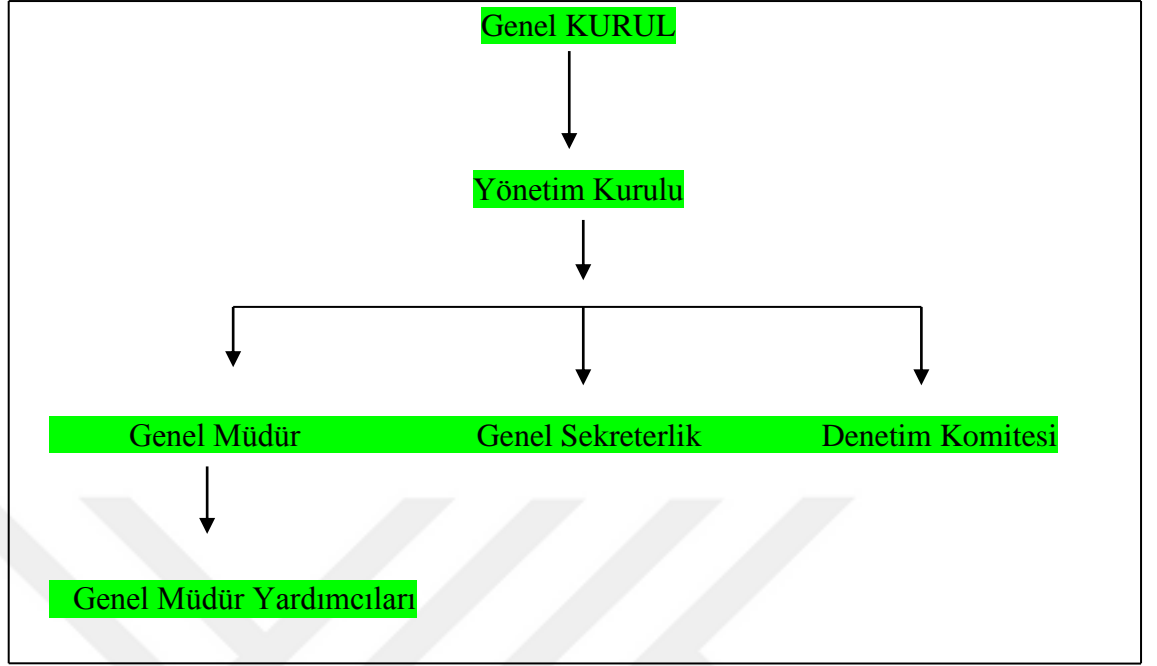 Genel KURUL
Yönetim Kurulu
Genel Müdür Genel Sekreterlik Denetim Komitesi
Genel Müdür Yardımcıları